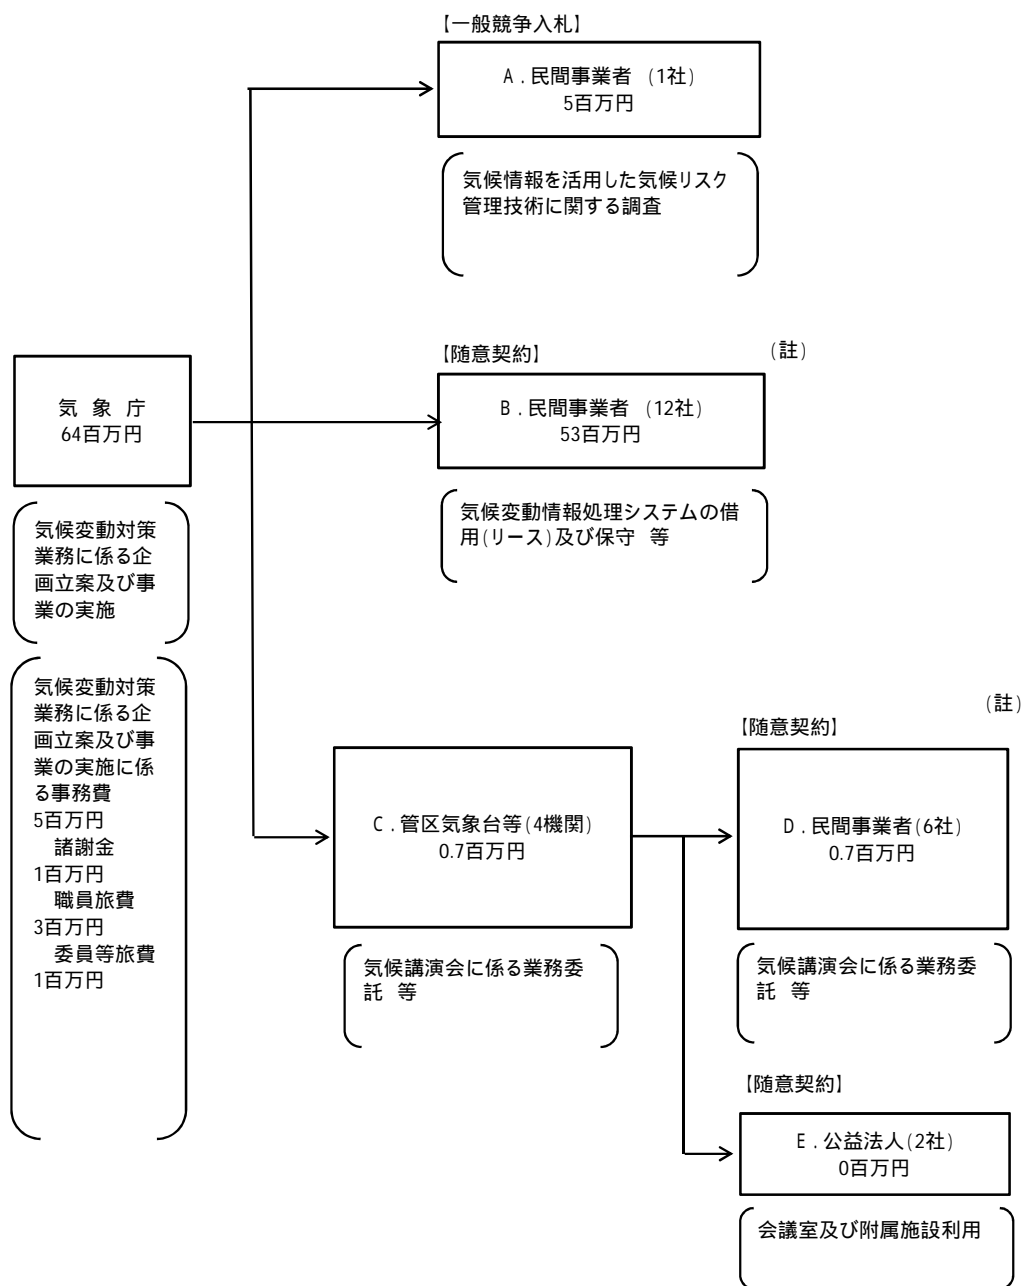 【一般競争入札】
A．民間事業者 (1社)
5百万円
気候情報を活用した気候リスク
管理技術に関する調査
【随意契約】
(註)
B．民間事業者 (12社)
53百万円
気候変動情報処理システムの借
用(リース)及び保守 等
気 象 庁
64百万円
気候変動対策
業務に係る企
画立案及び事
業の実施
気候変動対策
業務に係る企
画立案及び事
業の実施に係
る事務費
5百万円
諸謝金
1百万円
職員旅費
3百万円
委員等旅費
1百万円
C．管区気象台等(4機関)
0.7百万円
気候講演会に係る業務委
託 等
(註)
【随意契約】
D．民間事業者(6社)
0.7百万円
気候講演会に係る業務委
託 等
【随意契約】
E．公益法人(2社)
0百万円
会議室及び附属施設利用